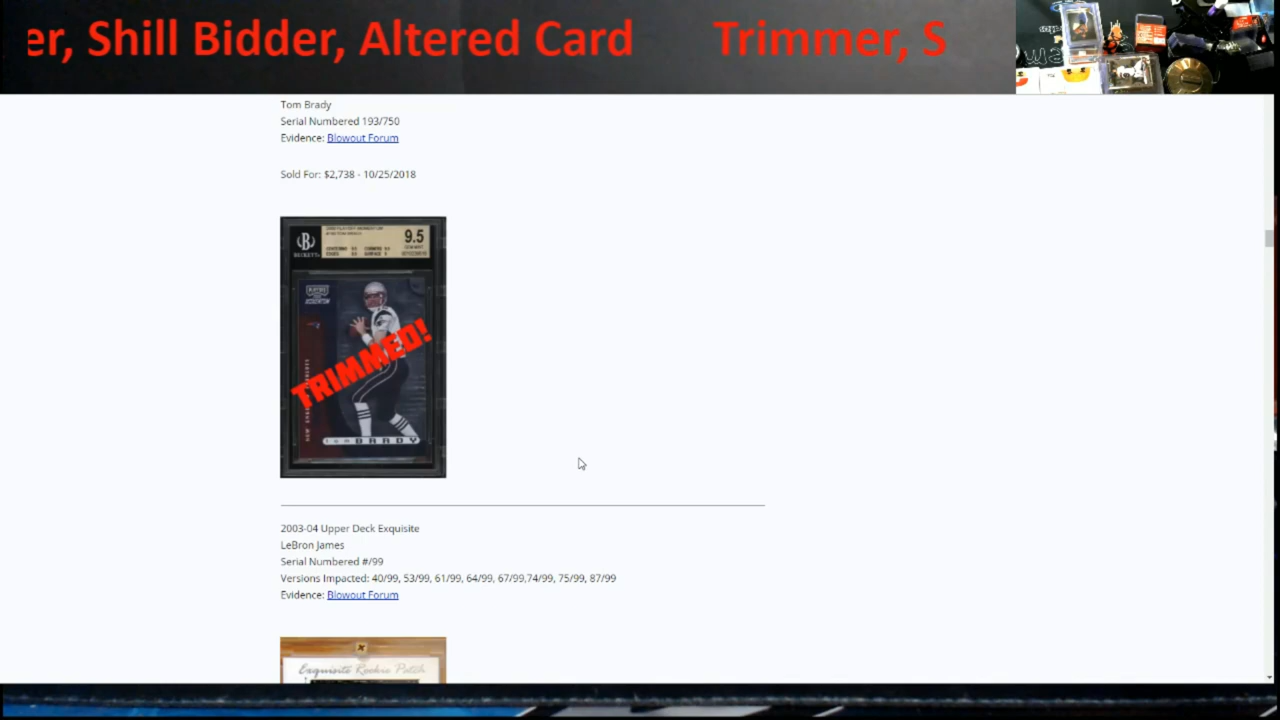 er, Shill Bidder, Altered Card Trimmer, S
Tom Brady
Serial Numbered 193/750
Evidence: Blowout Forum
Sold For: $2,738 - 10/25/2018
BECKETT
9.5
TRIMMED!
TOM BRADY
2003-04 Upper Deck Exquisite
LeBron James
Serial Numbered #/99
Versions Impacted: 40/99, 53/99, 61/99, 64/99, 67/99,74/99, 75/99, 87/99
Evidence: Blowout Forum
Exquisite Rookie Patch